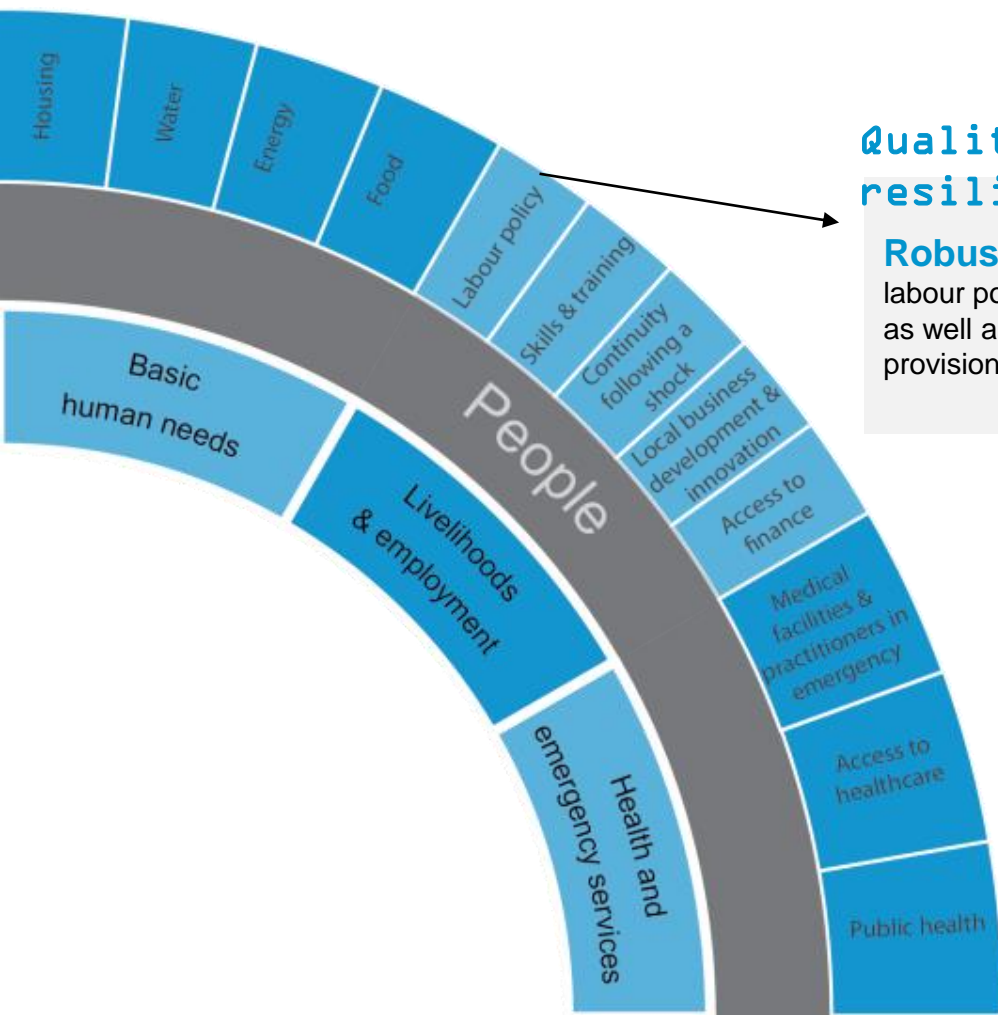 Housing
Water
Energy
Food
Labour policy
Skills & training
Continuity
following a
shock
Local business
development &
innovation
Access to
finance
Medical
facilities &
practitioners in
emergency
Access to
healthcare
Public health
People
Basic
human needs
Livelihoods
& employment
Health and
emergency services
Qualit
resili
Robus
labour po
as well a
provision